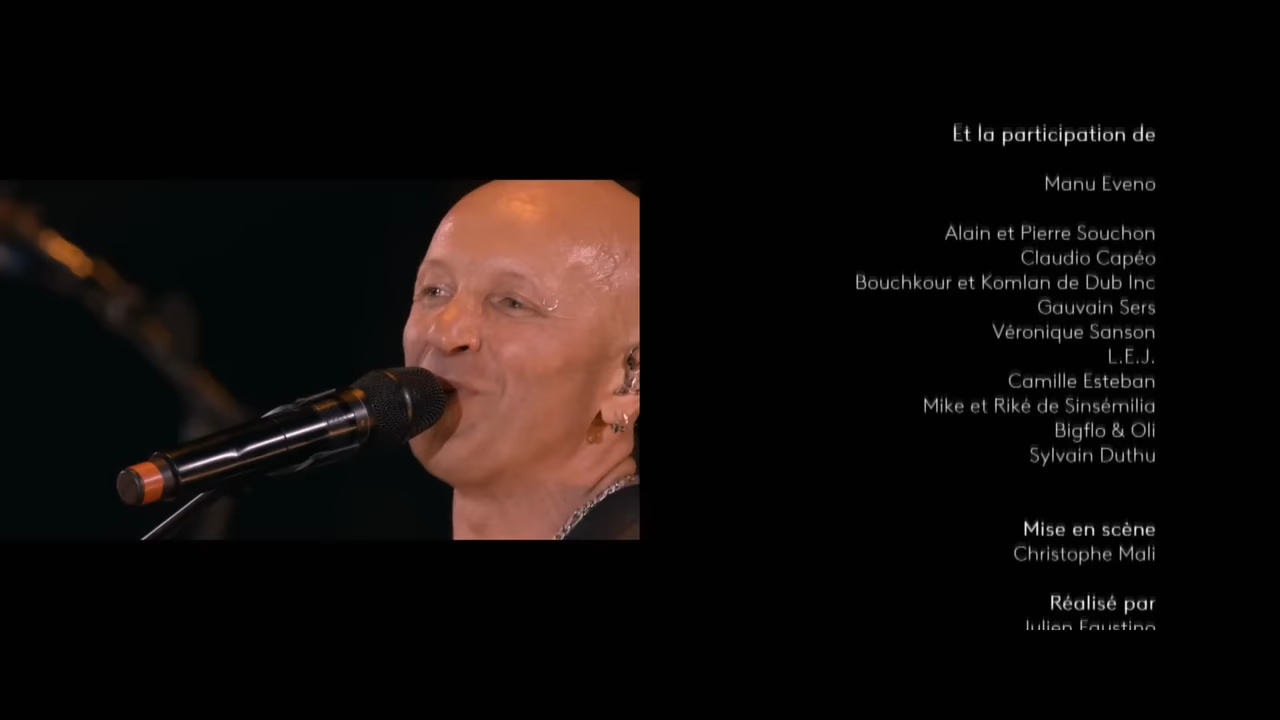 Et la participation de
Manu Eveno
Alain et Pierre Souchon
Claudio Capéo
Bouchkour et Komlan de Dub Inc
Gauvain Sers
Véronique Sanson
L.E.J.
Camille Esteban
Mike et Riké de Sinsémilia
Bigflo & Oli
Sylvain Duthu
Mise en scène
Christophe Mali
Réalisé par
Julien Faustino